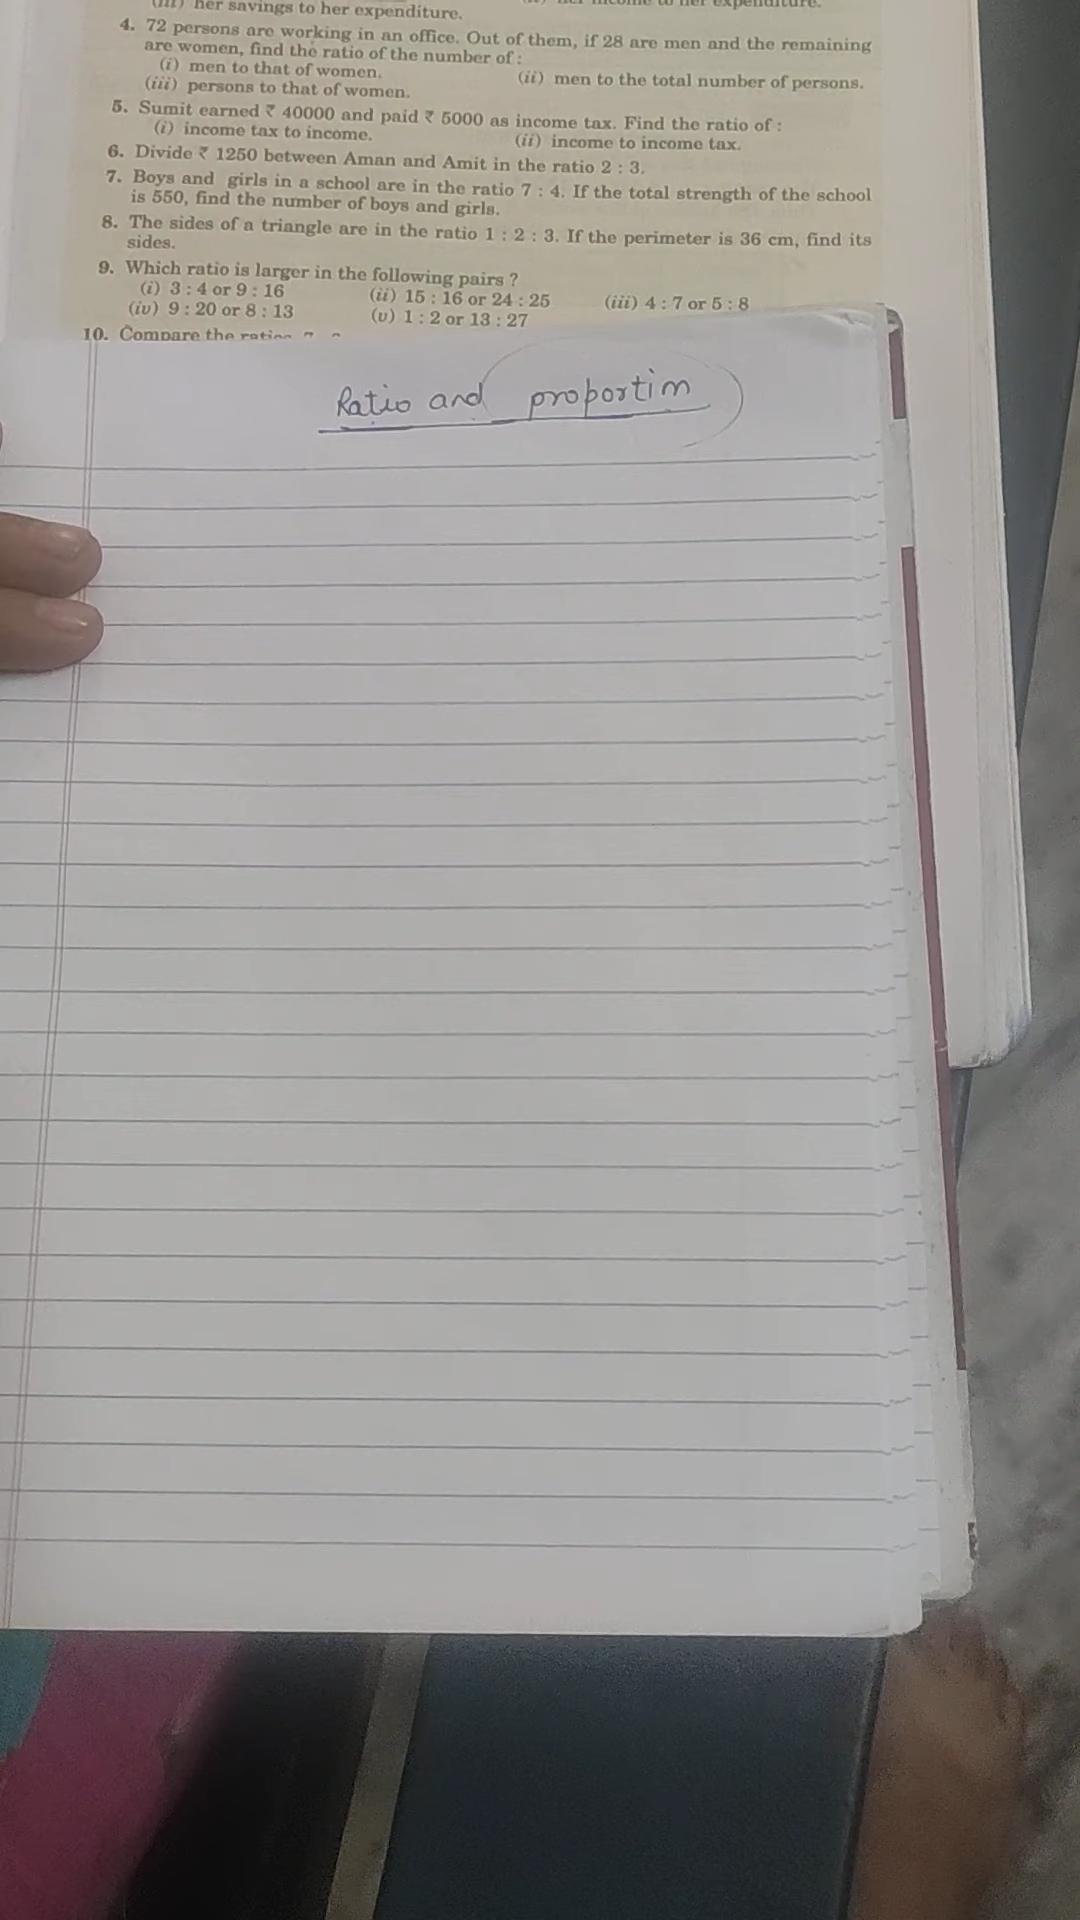 (iii) her savings to her expenditure. (ii) her income to her expenditure.
4. 72 persons are working in an office. Out of them, if 28 are men and the remaining
are women, find the ratio of the number of :
(i) men to that of women. (ii) men to the total number of persons.
(iii) persons to that of women.
5. Sumit earned ₹ 40000 and paid ₹ 5000 as income tax. Find the ratio of :
(i) income tax to income. (ii) income to income tax.
6. Divide ₹ 1250 between Aman and Amit in the ratio 2 : 3.
7. Boys and girls in a school are in the ratio 7 : 4. If the total strength of the school
is 550, find the number of boys and girls.
8. The sides of a triangle are in the ratio 1 : 2 : 3. If the perimeter is 36 cm, find its
sides.
9. Which ratio is larger in the following pairs ?
(i) 3 : 4 or 9 : 16 (ii) 15 : 16 or 24 : 25 (iii) 4 : 7 or 5 : 8
(iv) 9 : 20 or 8 : 13 (v) 1 : 2 or 13 : 27
10. Compare the ratios
Ratio and proportim